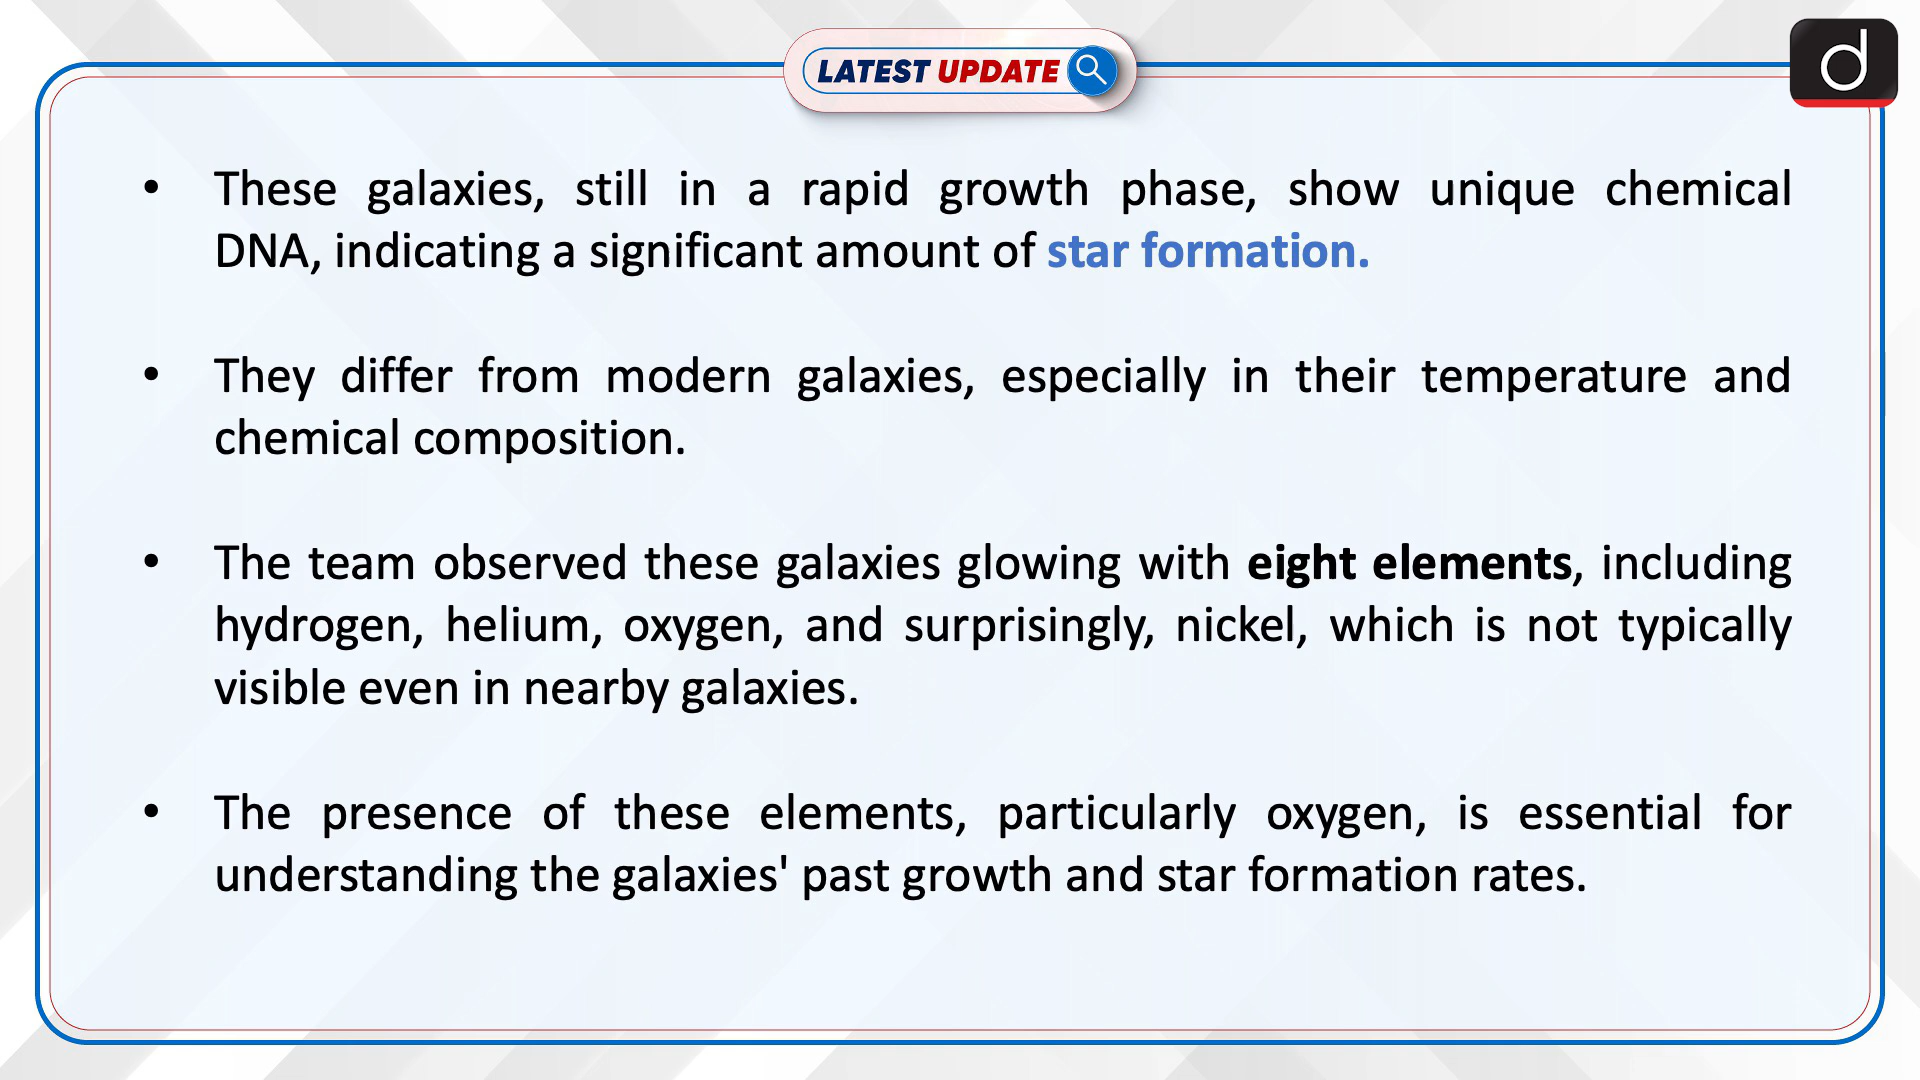 LATEST UPDATE
d
• These galaxies, still in a rapid growth phase, show unique chemical
DNA, indicating a significant amount of star formation.
• They differ from modern galaxies, especially in their temperature and
chemical composition.
• The team observed these galaxies glowing with eight elements, including
hydrogen, helium, oxygen, and surprisingly, nickel, which is not typically
visible even in nearby galaxies.
• The presence of these elements, particularly oxygen, is essential for
understanding the galaxies' past growth and star formation rates.